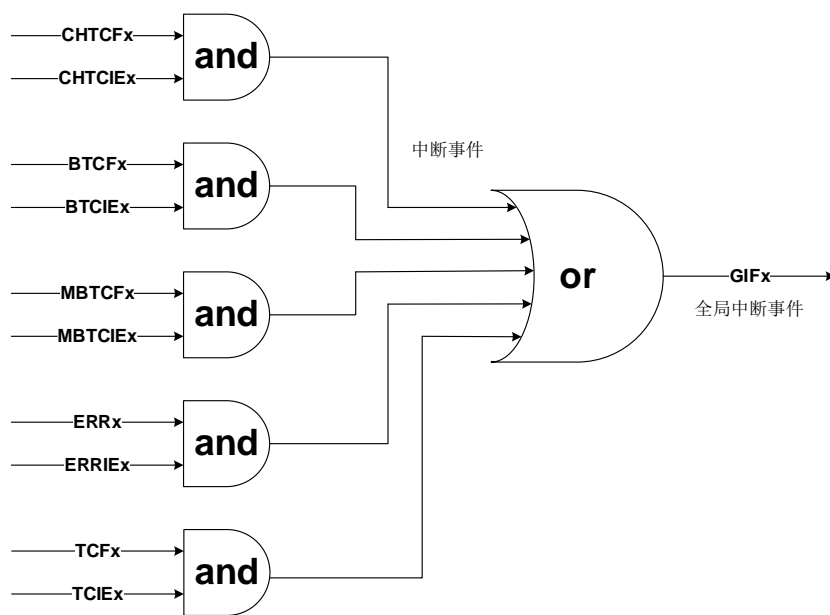 CHTCFx
and
CHTCIEx
中断事件
BTCFx
and
BTCIEx
MBTCFx
and
MBTCIEx
or
GIFx
全局中断事件
ERRx
and
ERRIEx
TCFx
and
TCIEx